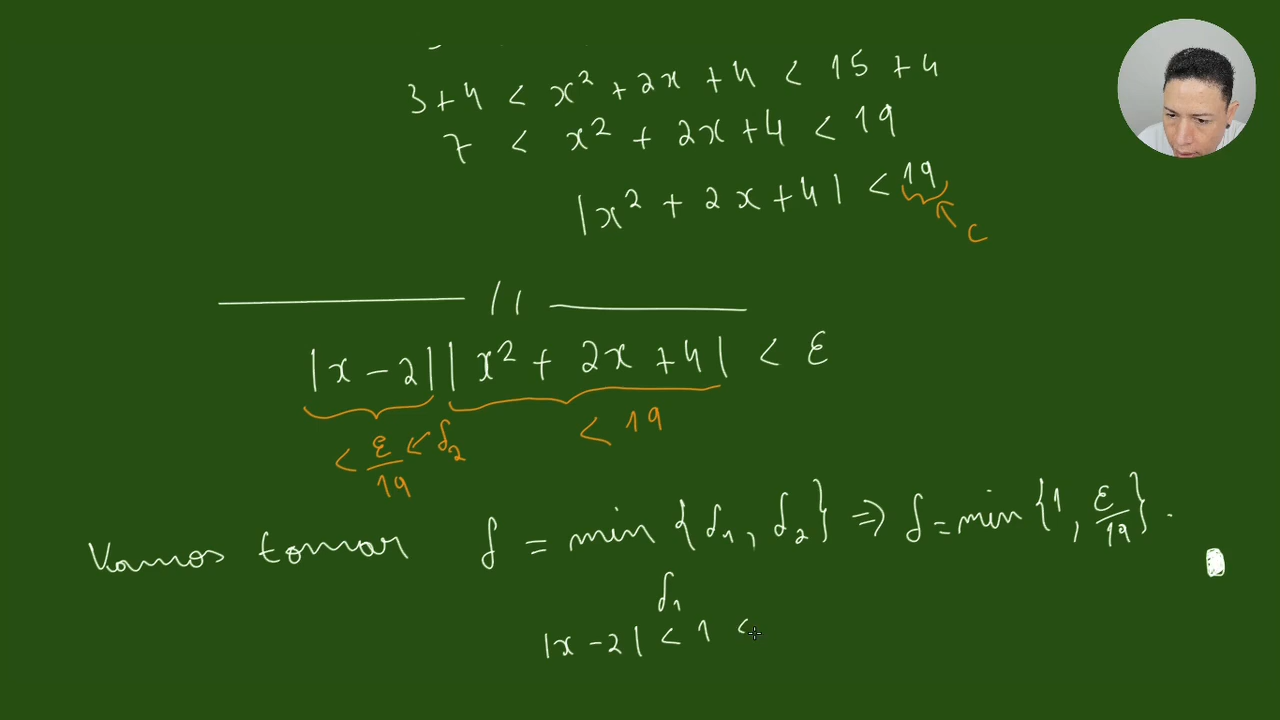 3 + 4 < x² + 2x + 4 < 15 + 4
7 < x² + 2x + 4 < 19
|x² + 2x + 4| < 19
c
|x - 2| |x² + 2x + 4| < ε
< ε/19 ← δ₂
< 19
Vamos tomar δ = min {δ₁, δ₂} ⇒ δ = min {1, ε/19}.
δ₁
|x - 2| < 1 <